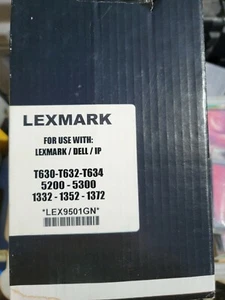 LEXMARK
FOR USE WITH:
LEXMARK / DELL / IP
T630-T632-T634
5200 - 5300
1332 - 1352 - 1372
*LEX9501GN*